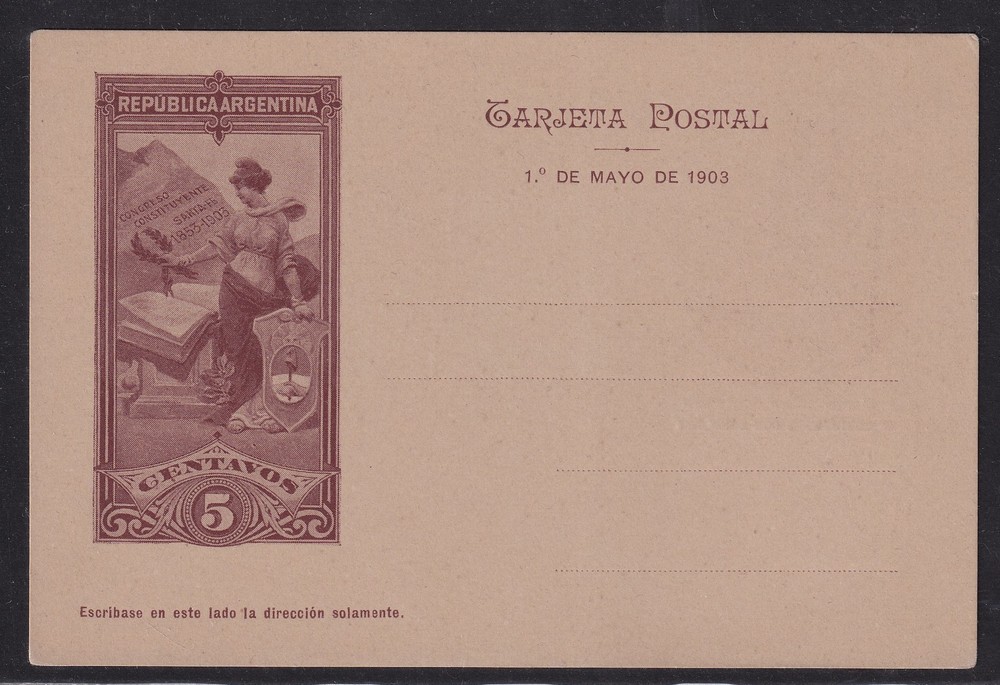 REPÚBLICA ARGENTINA
CONGRESO
CONSTITUYENTE
SANTA-FE
1853-1903
CENTAVOS
5
TARJETA POSTAL
1.º DE MAYO DE 1903
Escribase en este lado la dirección solamente.